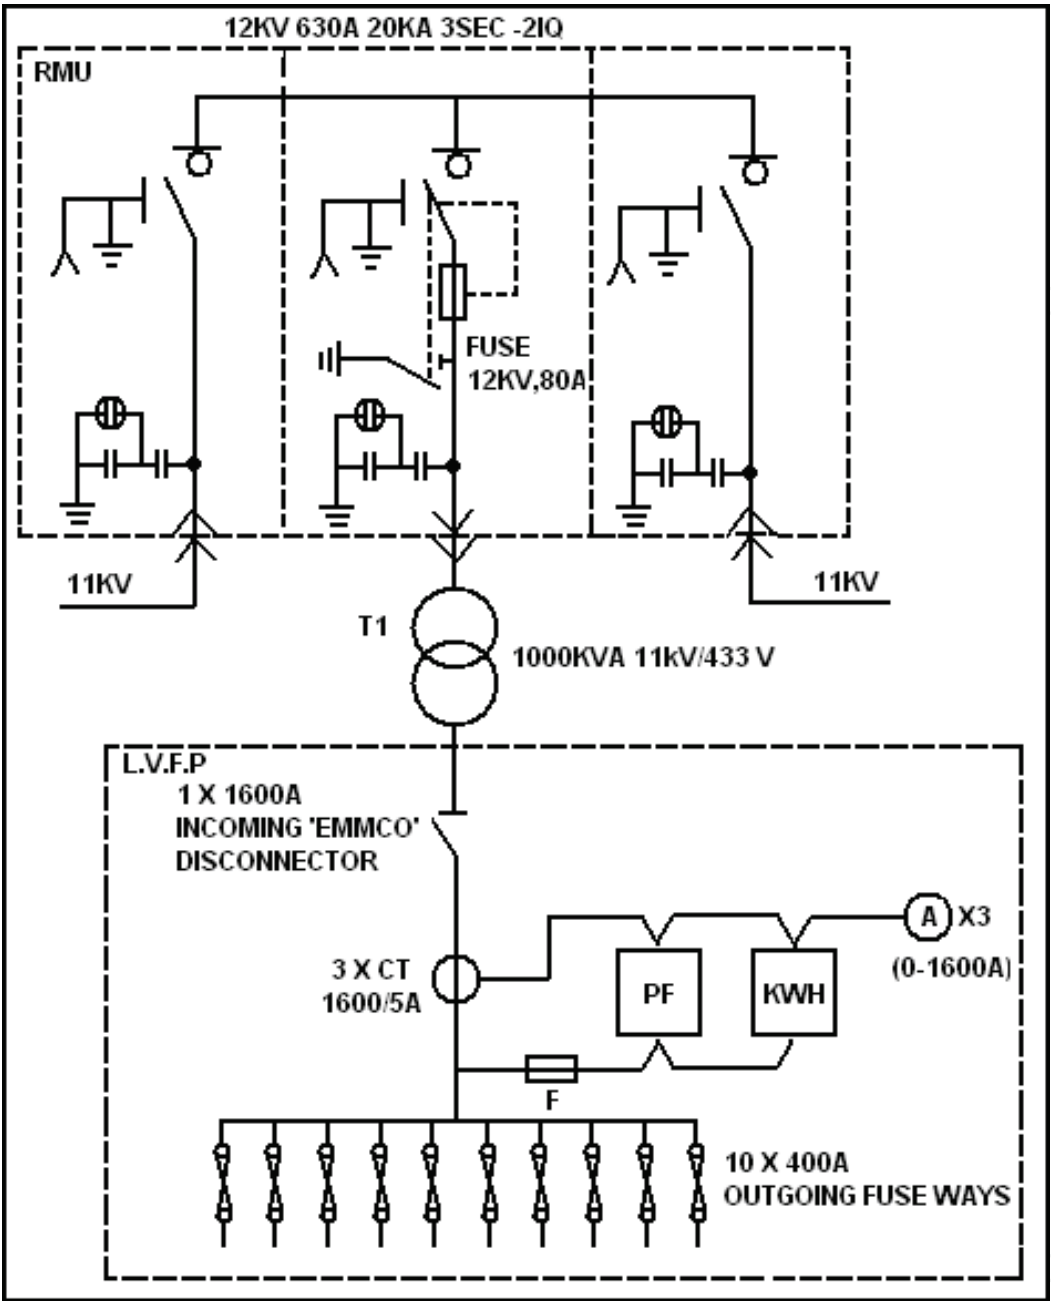 12KV 630A 20KA 3SEC -2IQ
RMU
FUSE
12KV,80A
11KV
11KV
T1
1000KVA 11kV/433 V
L.V.F.P
1 X 1600A
INCOMING 'EMMCO'
DISCONNECTOR
A X3
(0-1600A)
3 X CT
1600/5A
PF
KWH
F
10 X 400A
OUTGOING FUSE WAYS